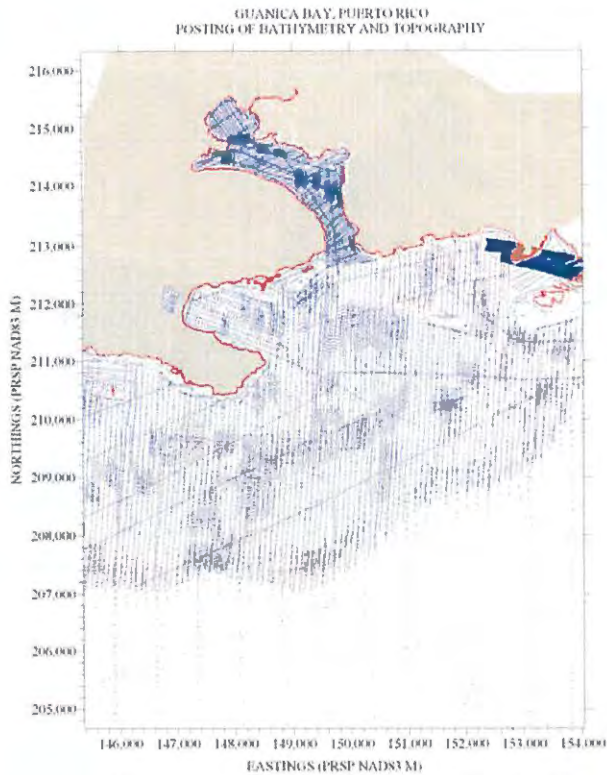 GUANICA BAY, PUERTO RICO
POSTING OF BATHYMETRY AND TOPOGRAPHY
216,000
215,000
214,000
213,000
212,000
211,000
210,000
209,000
208,000
207,000
206,000
205,000
NORTHINGS (PRSP NAD83 M)
146,000 147,000 148,000 149,000 150,000 151,000 152,000 153,000 154,000
EASTINGS (PRSP NAD83 M)